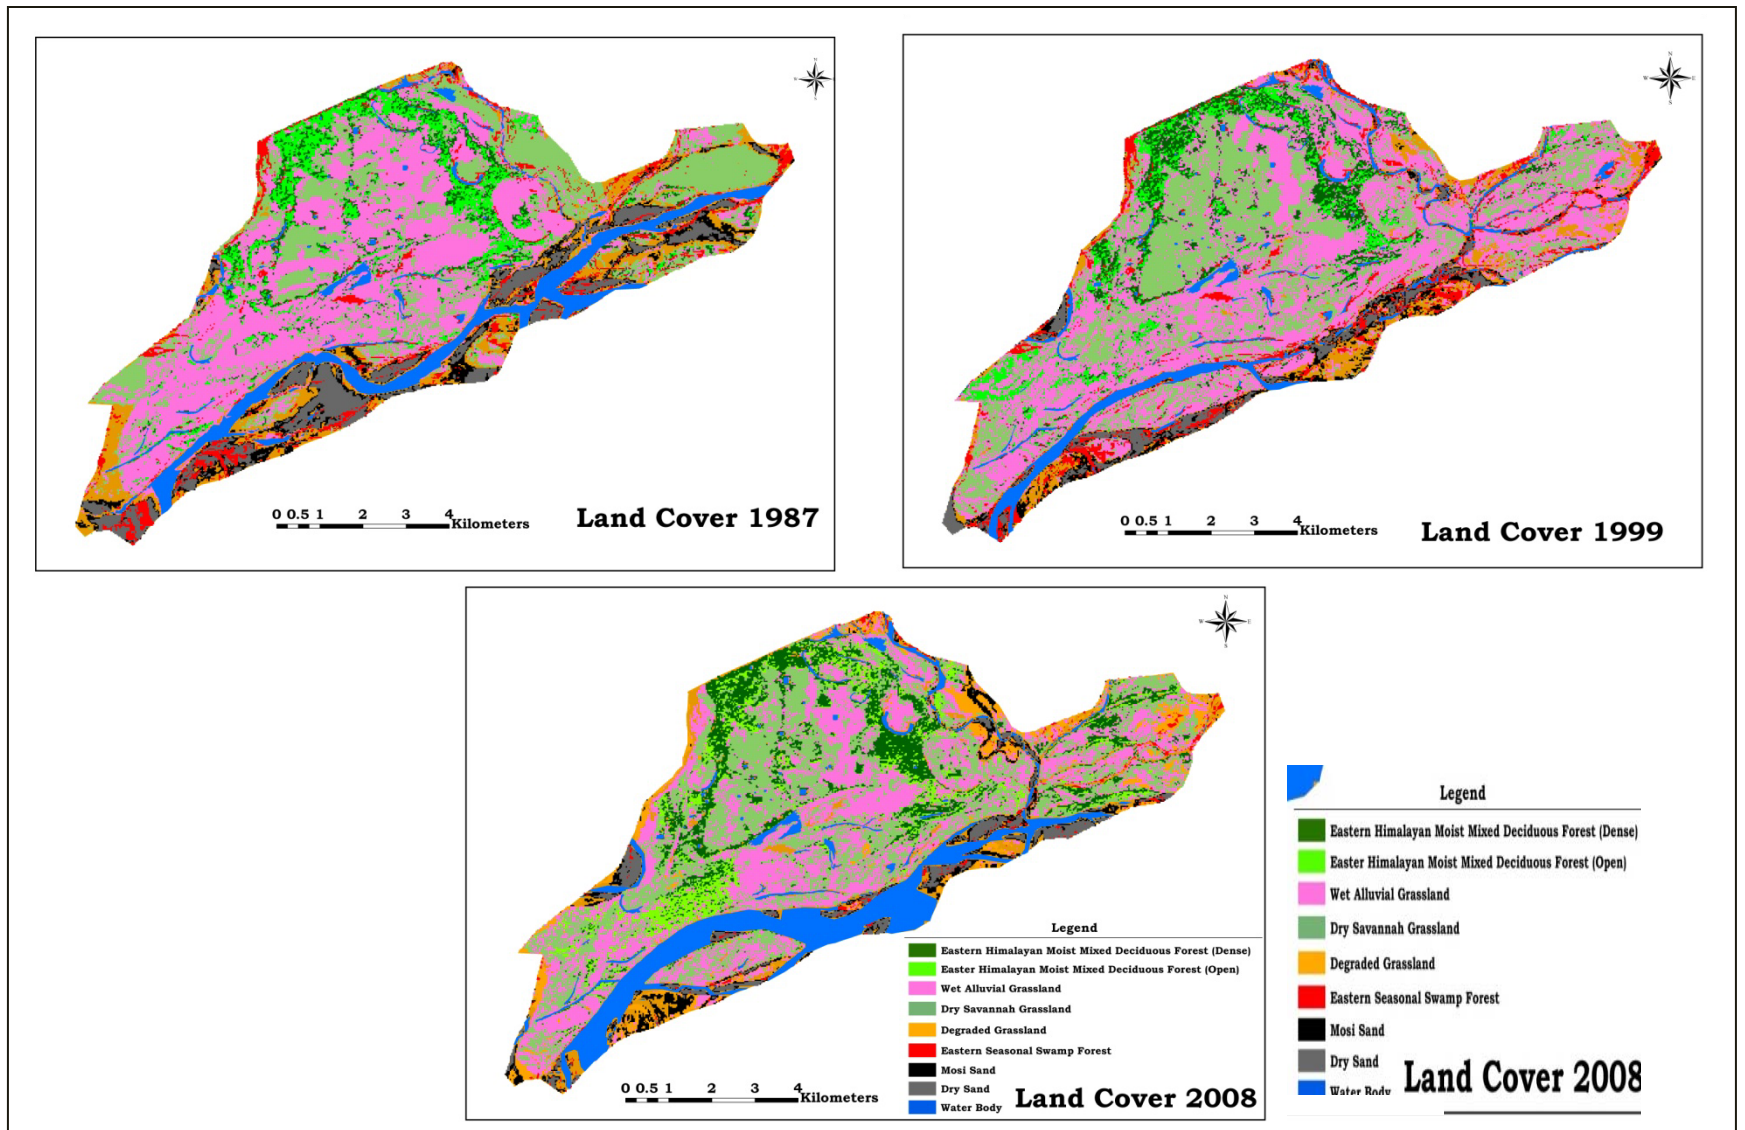 N
W
E
S
0 0.5 1 2 3 4
Kilometers
Land Cover 1987
N
W
E
S
0 0.5 1 2 3 4
Kilometers
Land Cover 1999
N
W
E
S
Legend
Eastern Himalayan Moist Mixed Deciduous Forest (Dense)
Easter Himalayan Moist Mixed Deciduous Forest (Open)
Wet Alluvial Grassland
Dry Savannah Grassland
Degraded Grassland
Eastern Seasonal Swamp Forest
Mosi Sand
Dry Sand
Water Body
0 0.5 1 2 3 4
Kilometers
Land Cover 2008
Legend
Eastern Himalayan Moist Mixed Deciduous Forest (Dense)
Easter Himalayan Moist Mixed Deciduous Forest (Open)
Wet Alluvial Grassland
Dry Savannah Grassland
Degraded Grassland
Eastern Seasonal Swamp Forest
Mosi Sand
Dry Sand
Water Body
Land Cover 2008